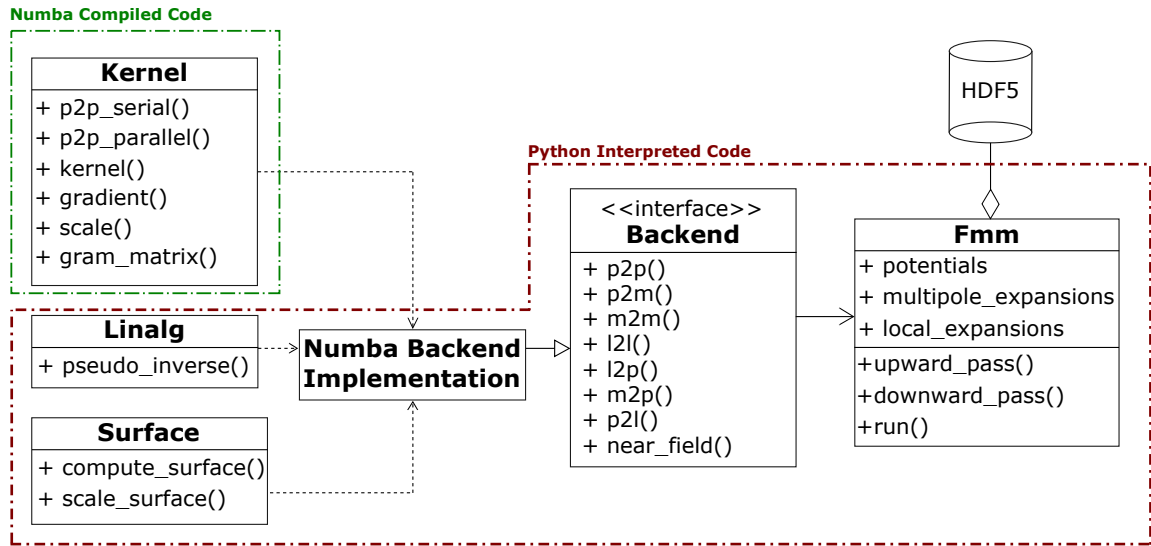 Numba Compiled Code
Kernel
+ p2p_serial()
+ p2p_parallel()
+ kernel()
+ gradient()
+ scale()
+ gram_matrix()
HDF5
Python Interpreted Code
Linalg
+ pseudo_inverse()
Surface
+ compute_surface()
+ scale_surface()
Numba Backend
Implementation
<<interface>>
Backend
+ p2p()
+ p2m()
+ m2m()
+ l2l()
+ l2p()
+ m2p()
+ p2l()
+ near_field()
Fmm
+ potentials
+ multipole_expansions
+ local_expansions
+upward_pass()
+downward_pass()
+run()